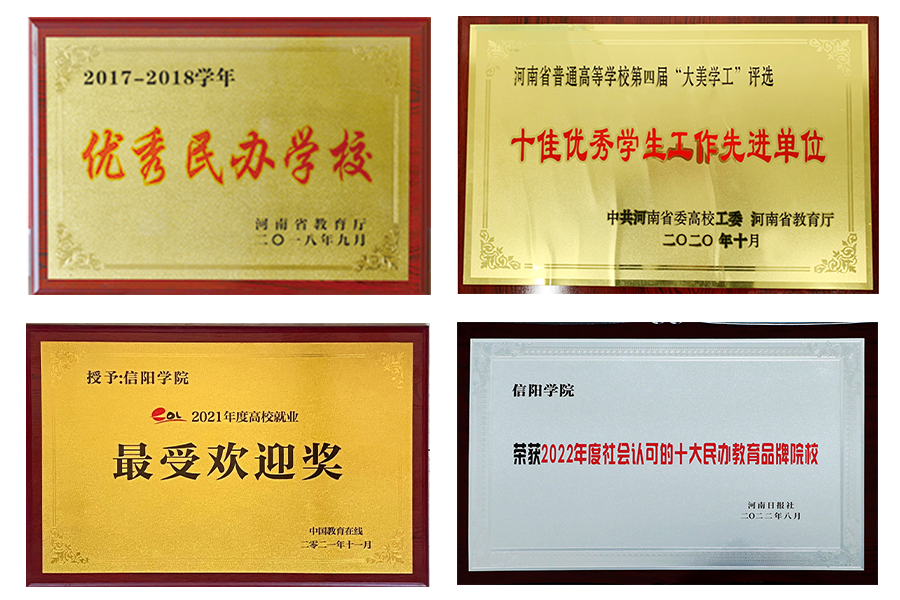 2017-2018学年
优秀民办学校
河南省教育厅
二〇一八年九月
河南省普通高等学校第四届“大美学工”评选
十佳优秀学生工作先进单位
中共河南省委高校工委 河南省教育厅
二〇二〇年十月
授予:信阳学院
EOL 2021年度高校就业
最受欢迎奖
中国教育在线
二零二一年十一月
信阳学院
荣获2022年度社会认可的十大民办教育品牌院校
河南日报社
二〇二二年八月